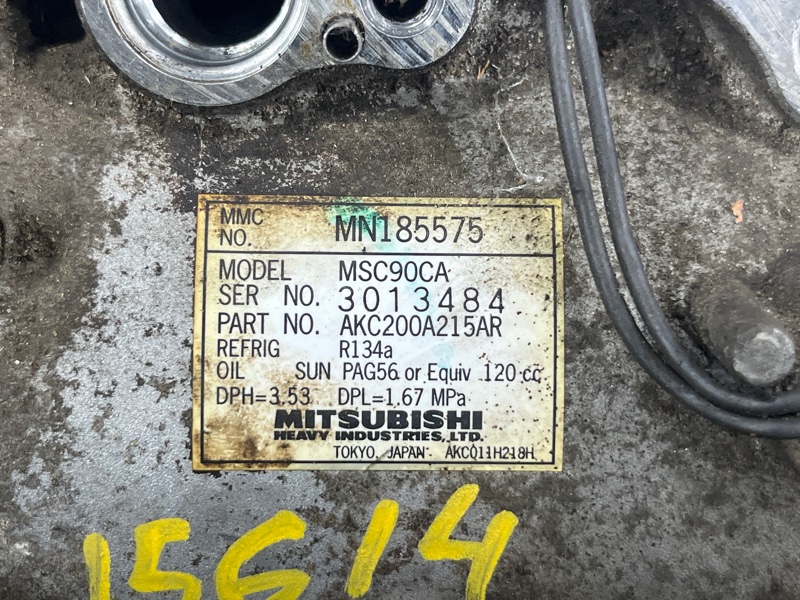 MMC NO. MN185575
MODEL MSC90CA
SER NO. 3013484
PART NO. AKC200A215AR
REFRIG R134a
OIL SUN PAG56 or Equiv 120 cc
DPH=3.53 DPL=1.67 MPa
MITSUBISHI
HEAVY INDUSTRIES, LTD.
TOKYO, JAPAN AKC011H218H
15614